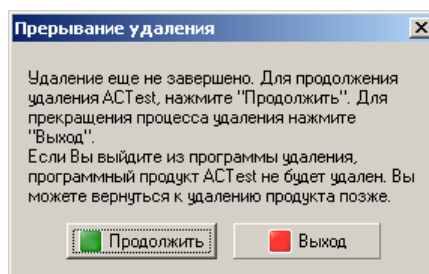 Прерывание удаления
Удаление еще не завершено. Для продолжения
удаления ACTest, нажмите "Продолжить". Для
прекращения процесса удаления нажмите
"Выход".
Если Вы выйдите из программы удаления,
программный продукт ACTest не будет удален. Вы
можете вернуться к удалению продукта позже.
Продолжить
Выход